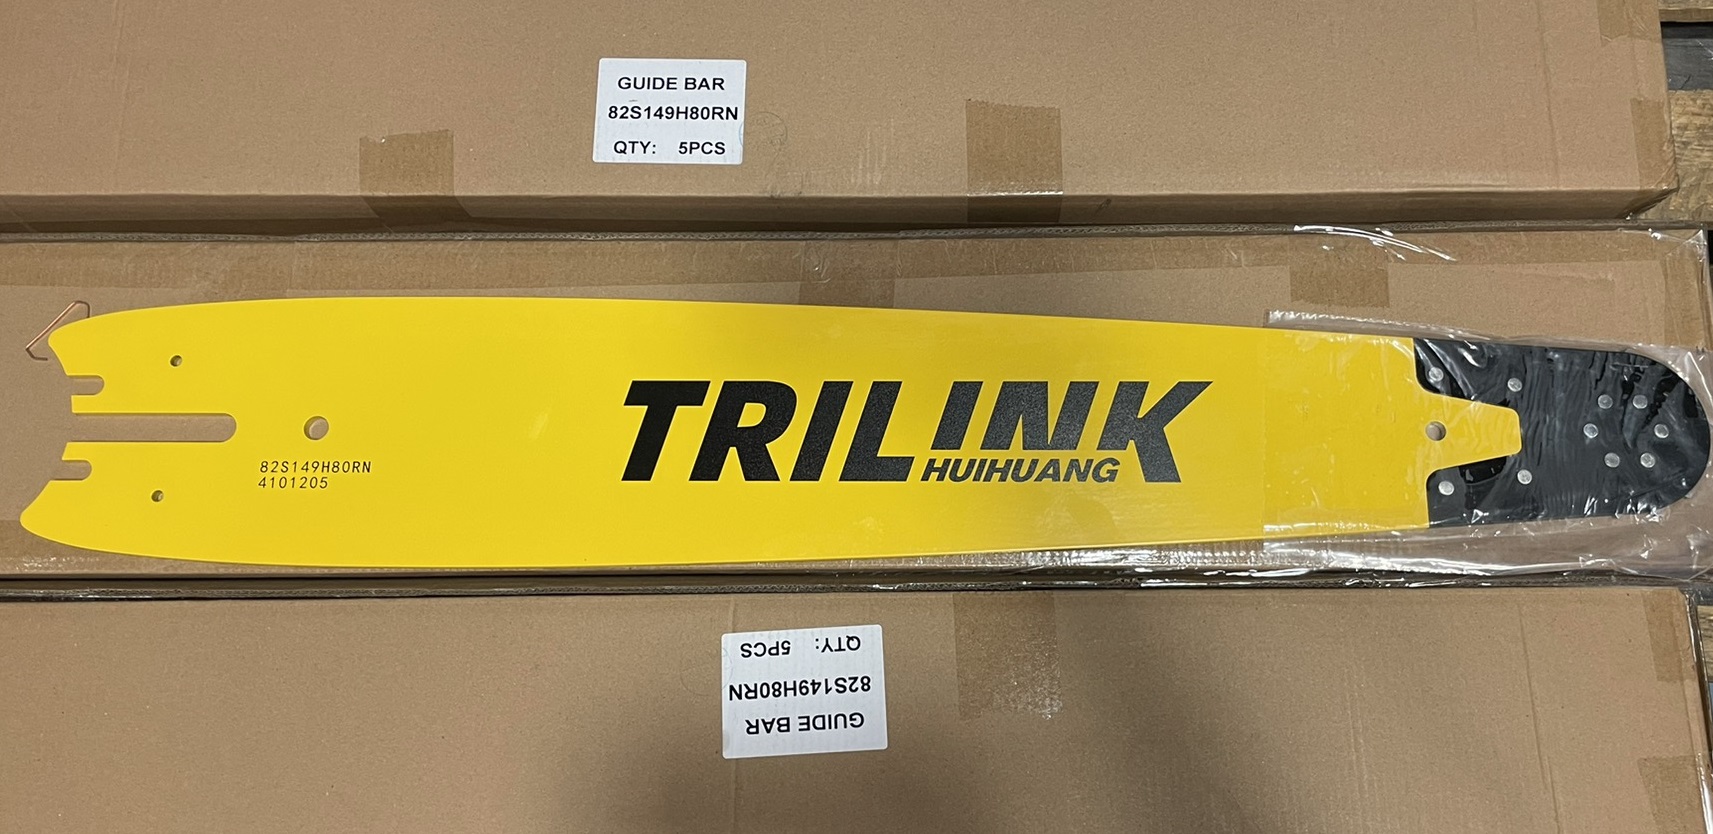 GUIDE BAR
82S149H80RN
QTY: 5PCS
TRILINK
HUIHUANG
82S149H80RN
4101205
GUIDE BAR
82S149H80RN
QTY: 5PCS